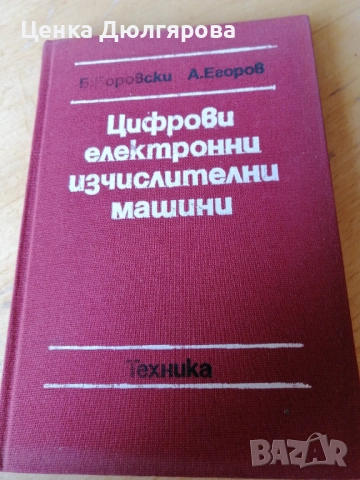 Ценка Дюлгярова
Б. Боровски А. Егоров
Цифрови
електронни
изчислителни
машини
Техника
BAZAR